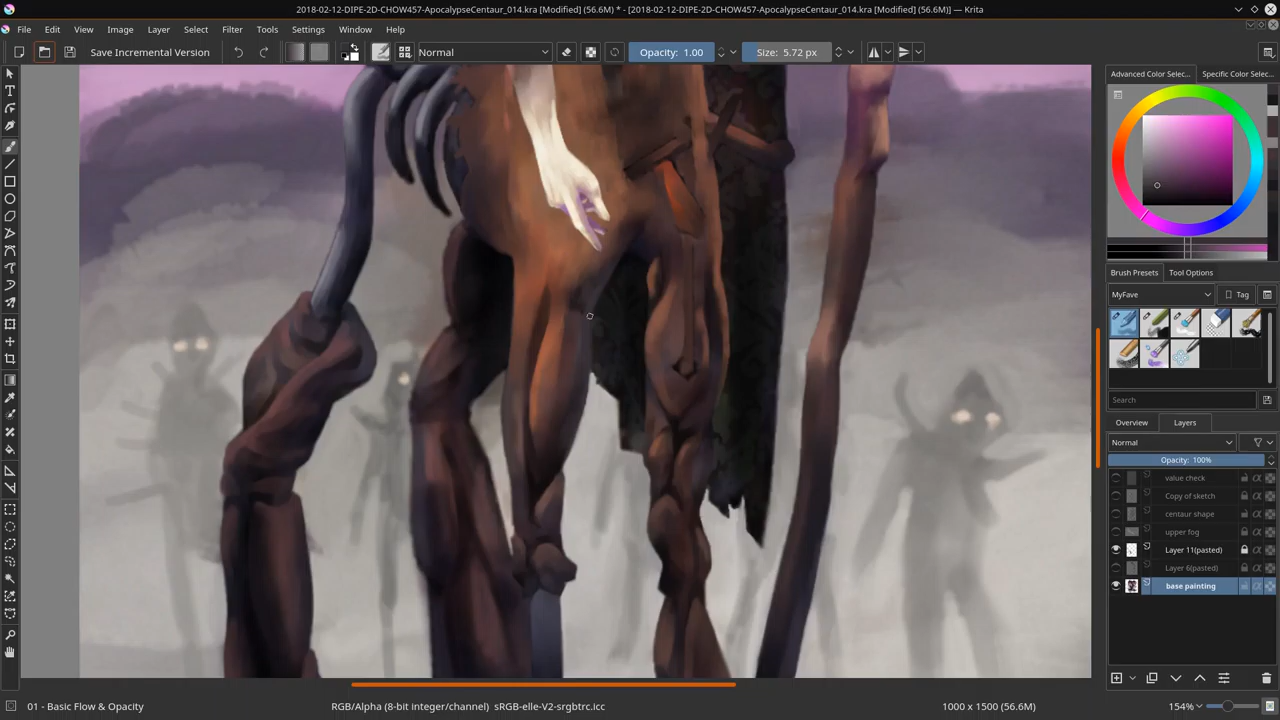 2018-02-12-DIPE-2D-CHOW457-ApocalypseCentaur_014.kra [Modified] (56.6M) * - [2018-02-12-DIPE-2D-CHOW457-ApocalypseCentaur_014.kra [Modified] (56.6M)] — Krita
File Edit View Image Layer Select Filter Tools Settings Window Help
Save Incremental Version Normal Opacity: 1.00 Size: 5.72 px
Advanced Color Selec... Specific Color Selec...
Brush Presets Tool Options
MyFave Tag
Search
Overview Layers
Normal
Opacity: 100%
value check
Copy of sketch
centaur shape
upper fog
Layer 11(pasted)
Layer 6(pasted)
base painting
01 - Basic Flow & Opacity RGB/Alpha (8-bit integer/channel) sRGB-elle-V2-srgbtrc.icc 1000 x 1500 (56.6M) 154%